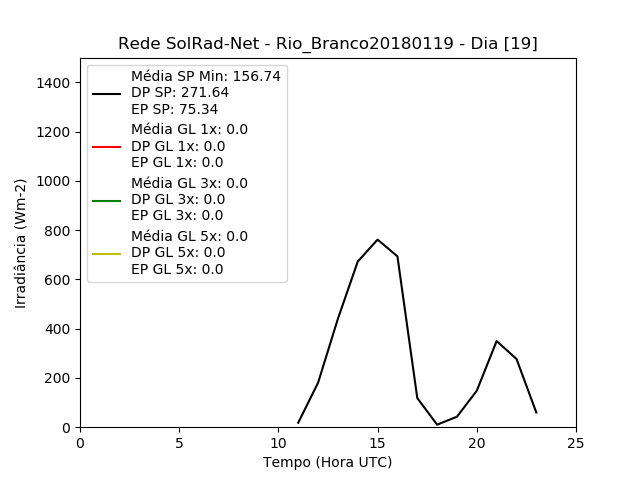 Rede SolRad-Net - Rio_Branco20180119 - Dia [19]
Média SP Min: 156.74
DP SP: 271.64
EP SP: 75.34
Média GL 1x: 0.0
DP GL 1x: 0.0
EP GL 1x: 0.0
Média GL 3x: 0.0
DP GL 3x: 0.0
EP GL 3x: 0.0
Média GL 5x: 0.0
DP GL 5x: 0.0
EP GL 5x: 0.0
Irradiância (Wm-2)
1400
1200
1000
800
600
400
200
0
0 5 10 15 20 25
Tempo (Hora UTC)